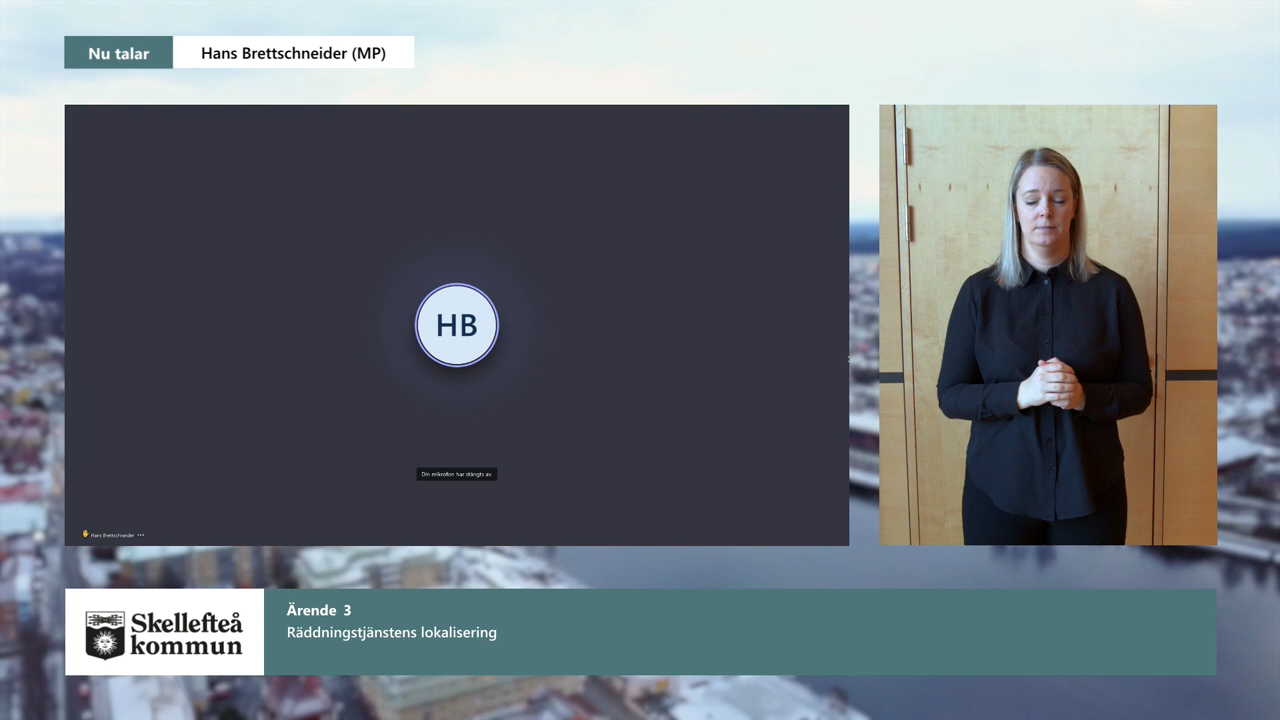 Nu talar
Hans Brettschneider (MP)
HB
Din mikrofon har stängts av
Hans Brettschneider
Ärende 3
Räddningstjänstens lokalisering
Skellefteå
kommun